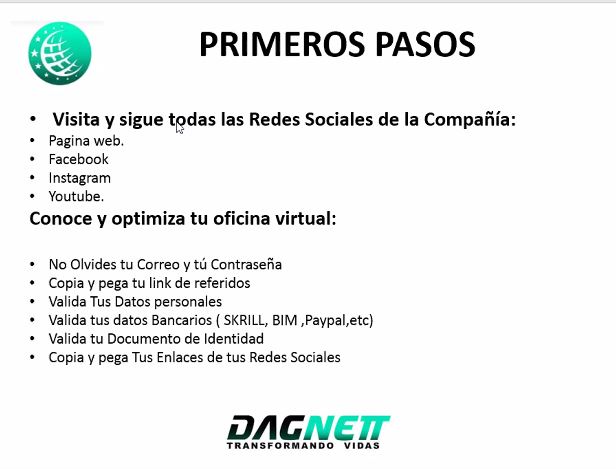 PRIMEROS PASOS
• Visita y sigue todas las Redes Sociales de la Compañía:
• Pagina web.
• Facebook
• Instagram
• Youtube.
Conoce y optimiza tu oficina virtual:
• No Olvides tu Correo y tú Contraseña
• Copia y pega tu link de referidos
• Valida Tus Datos personales
• Valida tus datos Bancarios ( SKRILL, BIM ,Paypal,etc)
• Valida tu Documento de Identidad
• Copia y pega Tus Enlaces de tus Redes Sociales
DAGNETT
TRANSFORMANDO VIDAS